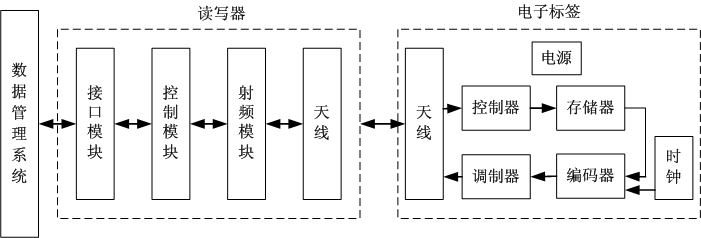 读写器
电子标签
数据管理系统
接口模块
控制模块
射频模块
天线
天线
电源
控制器
存储器
调制器
编码器
时钟